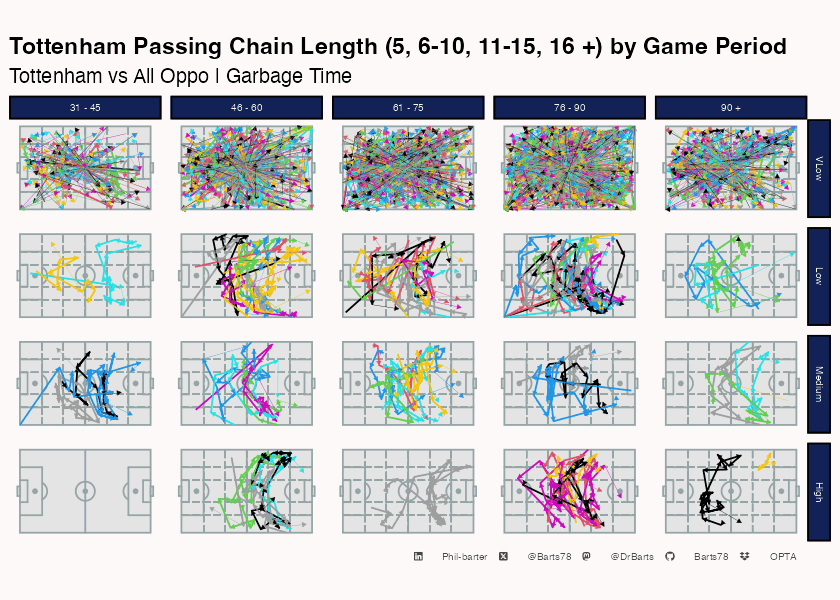 Tottenham Passing Chain Length (5, 6-10, 11-15, 16 +) by Game Period
Tottenham vs All Oppo | Garbage Time
31 - 45 46 - 60 61 - 75 76 - 90 90 +
VLow
Low
Medium
High
Phil-barter @Barts78 @DrBarts Barts78 OPTA